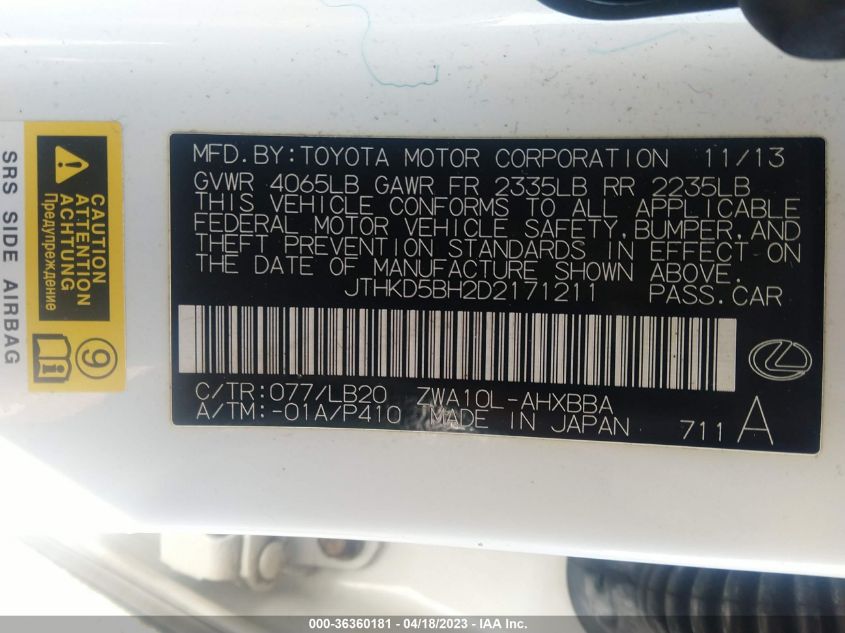 MFD.BY:TOYOTA MOTOR CORPORATION 11/13
GVWR 4065LB GAWR FR 2335LB RR 2235LB
THIS VEHICLE CONFORMS TO ALL APPLICABLE
FEDERAL MOTOR VEHICLE SAFETY,BUMPER,AND
THEFT PREVENTION STANDARDS IN EFFECT ON
THE DATE OF MANUFACTURE SHOWN ABOVE.
JTHKD5BH2D2171211 PASS.CAR
C/TR:077/LB20 ZWA10L-AHXBBA
A/TM:-01A/P410 MADE IN JAPAN 711 A
CAUTION
ATTENTION
ACHTUNG
Предупреждение
9
SRS SIDE AIRBAG
000-36360181 - 04/18/2023 - IAA Inc.